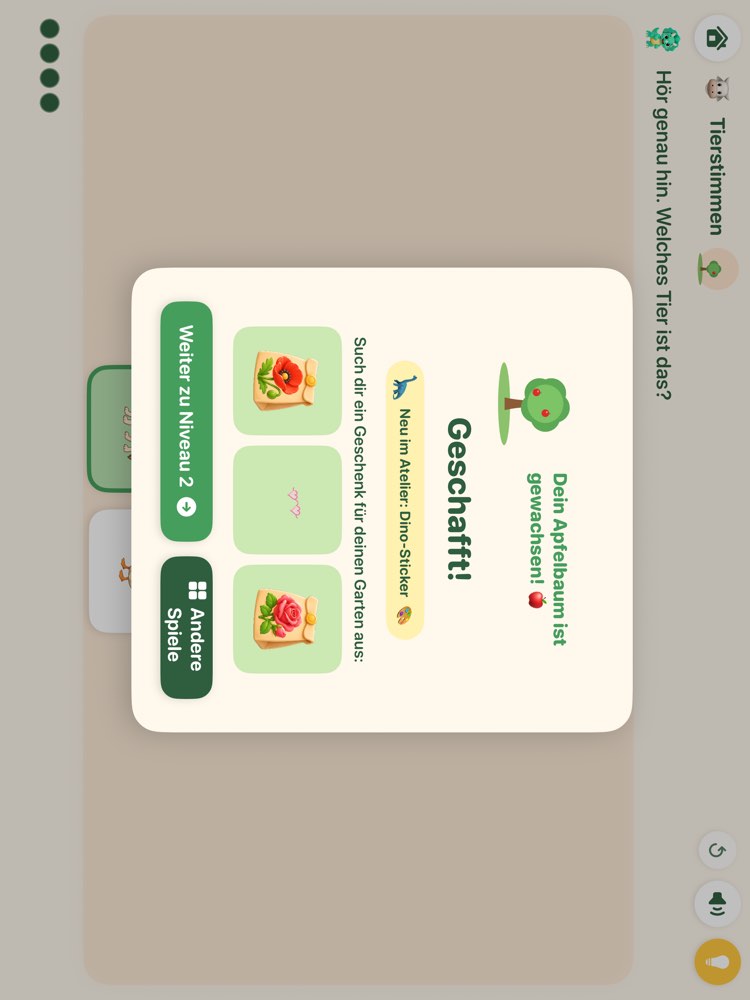 Tierstimmen
Hör genau hin. Welches Tier ist das?
Dein Apfelbaum ist
gewachsen!
Geschafft!
Neu im Atelier: Dino-Sticker
Such dir ein Geschenk für deinen Garten aus:
Weiter zu Niveau 2
Andere
Spiele